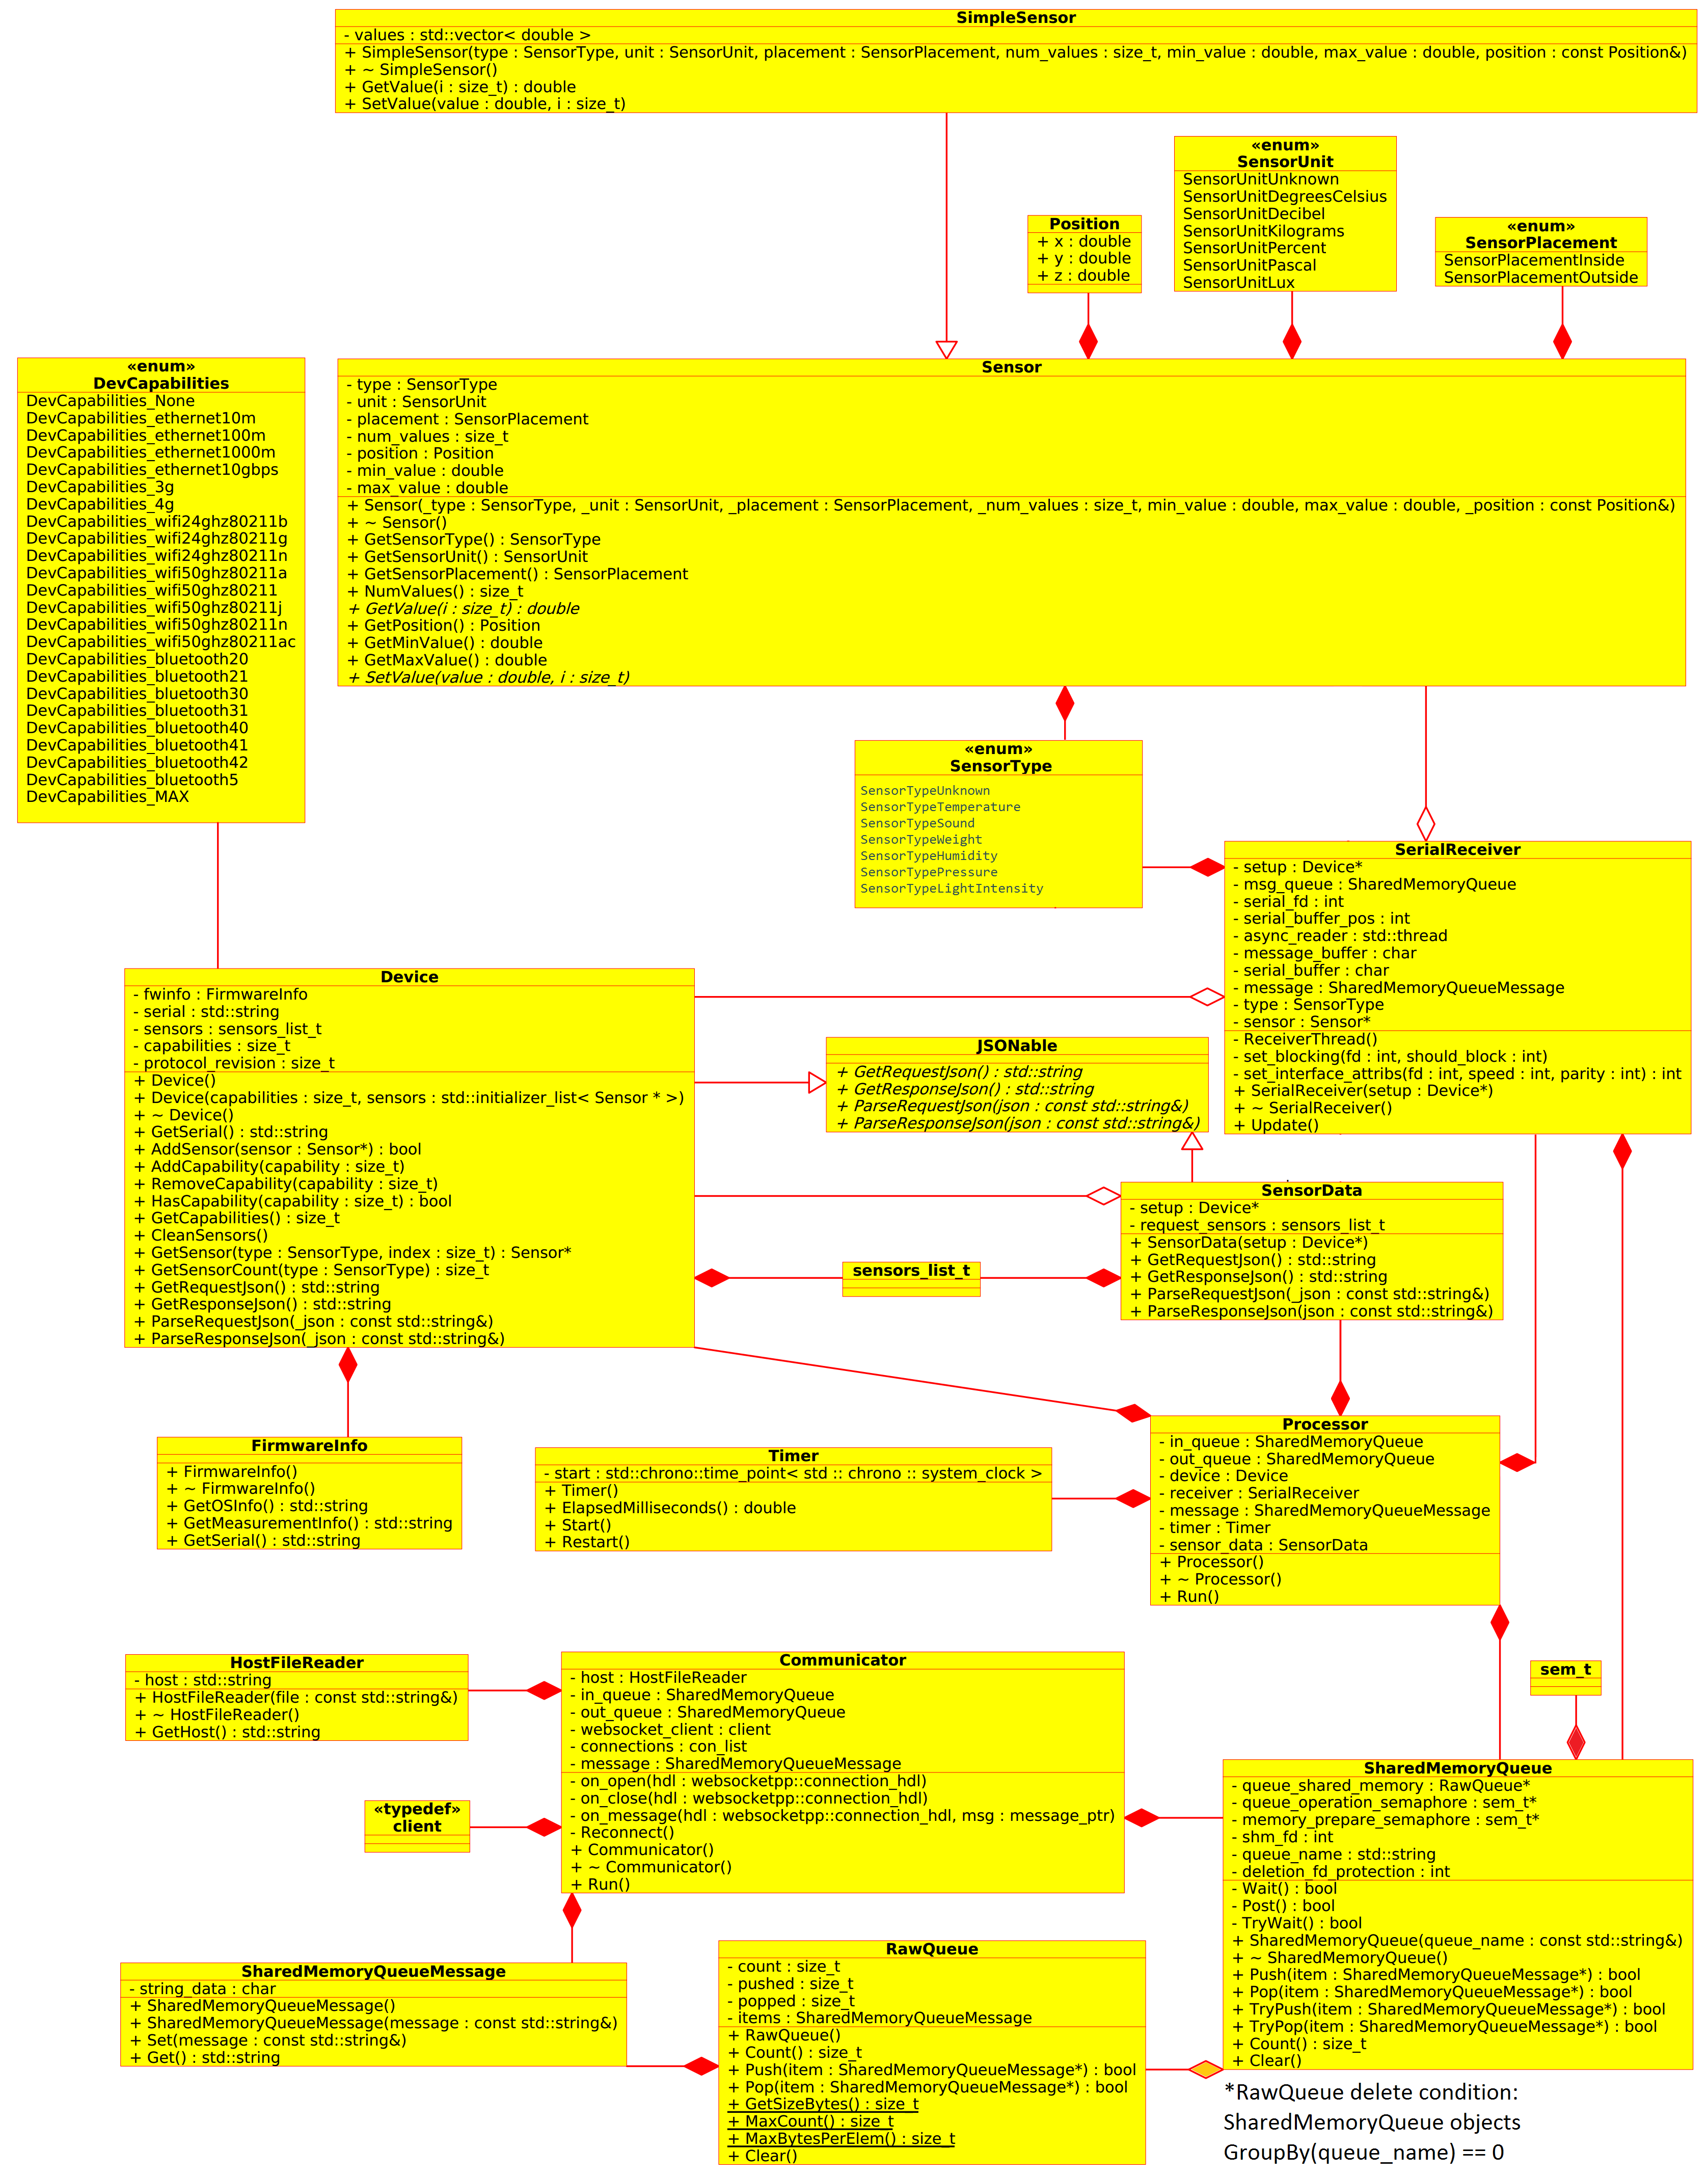 SimpleSensor
- values : std::vector< double >
+ SimpleSensor(type : SensorType, unit : SensorUnit, placement : SensorPlacement, num_values : size_t, min_value : double, max_value : double, position : const Position&)
+ ~ SimpleSensor()
+ GetValue(i : size_t) : double
+ SetValue(value : double, i : size_t)
«enum»
SensorUnit
SensorUnitUnknown
SensorUnitDegreesCelsius
SensorUnitDecibel
SensorUnitKilograms
SensorUnitPercent
SensorUnitPascal
SensorUnitLux
Position
+ x : double
+ y : double
+ z : double
«enum»
SensorPlacement
SensorPlacementInside
SensorPlacementOutside
«enum»
DevCapabilities
DevCapabilities_None
DevCapabilities_ethernet10m
DevCapabilities_ethernet100m
DevCapabilities_ethernet1000m
DevCapabilities_ethernet10gbps
DevCapabilities_3g
DevCapabilities_4g
DevCapabilities_wifi24ghz80211b
DevCapabilities_wifi24ghz80211g
DevCapabilities_wifi24ghz80211n
DevCapabilities_wifi50ghz80211a
DevCapabilities_wifi50ghz80211
DevCapabilities_wifi50ghz80211j
DevCapabilities_wifi50ghz80211n
DevCapabilities_wifi50ghz80211ac
DevCapabilities_bluetooth20
DevCapabilities_bluetooth21
DevCapabilities_bluetooth30
DevCapabilities_bluetooth31
DevCapabilities_bluetooth40
DevCapabilities_bluetooth41
DevCapabilities_bluetooth42
DevCapabilities_bluetooth5
DevCapabilities_MAX
Sensor
- type : SensorType
- unit : SensorUnit
- placement : SensorPlacement
- num_values : size_t
- position : Position
- min_value : double
- max_value : double
+ Sensor(_type : SensorType, _unit : SensorUnit, _placement : SensorPlacement, _num_values : size_t, min_value : double, max_value : double, _position : const Position&)
+ ~ Sensor()
+ GetSensorType() : SensorType
+ GetSensorUnit() : SensorUnit
+ GetSensorPlacement() : SensorPlacement
+ NumValues() : size_t
+ GetValue(i : size_t) : double
+ GetPosition() : Position
+ GetMinValue() : double
+ GetMaxValue() : double
+ SetValue(value : double, i : size_t)
«enum»
SensorType
SensorTypeUnknown
SensorTypeTemperature
SensorTypeSound
SensorTypeWeight
SensorTypeHumidity
SensorTypePressure
SensorTypeLightIntensity
SerialReceiver
- setup : Device*
- msg_queue : SharedMemoryQueue
- serial_fd : int
- serial_buffer_pos : int
- async_reader : std::thread
- message_buffer : char
- serial_buffer : char
- message : SharedMemoryQueueMessage
- type : SensorType
- sensor : Sensor*
- ReceiverThread()
- set_blocking(fd : int, should_block : int)
- set_interface_attribs(fd : int, speed : int, parity : int) : int
+ SerialReceiver(setup : Device*)
+ ~ SerialReceiver()
+ Update()
Device
- fwinfo : FirmwareInfo
- serial : std::string
- sensors : sensors_list_t
- capabilities : size_t
- protocol_revision : size_t
+ Device()
+ Device(capabilities : size_t, sensors : std::initializer_list< Sensor * >)
+ ~ Device()
+ GetSerial() : std::string
+ AddSensor(sensor : Sensor*) : bool
+ AddCapability(capability : size_t)
+ RemoveCapability(capability : size_t)
+ HasCapability(capability : size_t) : bool
+ GetCapabilities() : size_t
+ CleanSensors()
+ GetSensor(type : SensorType, index : size_t) : Sensor*
+ GetSensorCount(type : SensorType) : size_t
+ GetRequestJson() : std::string
+ GetResponseJson() : std::string
+ ParseRequestJson(_json : const std::string&)
+ ParseResponseJson(_json : const std::string&)
JSONable
+ GetRequestJson() : std::string
+ GetResponseJson() : std::string
+ ParseRequestJson(json : const std::string&)
+ ParseResponseJson(json : const std::string&)
SensorData
- setup : Device*
- request_sensors : sensors_list_t
+ SensorData(setup : Device*)
+ GetRequestJson() : std::string
+ GetResponseJson() : std::string
+ ParseRequestJson(_json : const std::string&)
+ ParseResponseJson(json : const std::string&)
sensors_list_t
FirmwareInfo
+ FirmwareInfo()
+ ~ FirmwareInfo()
+ GetOSInfo() : std::string
+ GetMeasurementInfo() : std::string
+ GetSerial() : std::string
Timer
- start : std::chrono::time_point< std :: chrono :: system_clock >
+ Timer()
+ ElapsedMilliseconds() : double
+ Start()
+ Restart()
Processor
- in_queue : SharedMemoryQueue
- out_queue : SharedMemoryQueue
- device : Device
- receiver : SerialReceiver
- message : SharedMemoryQueueMessage
- timer : Timer
- sensor_data : SensorData
+ Processor()
+ ~ Processor()
+ Run()
HostFileReader
- host : std::string
+ HostFileReader(file : const std::string&)
+ ~ HostFileReader()
+ GetHost() : std::string
Communicator
- host : HostFileReader
- in_queue : SharedMemoryQueue
- out_queue : SharedMemoryQueue
- websocket_client : client
- connections : con_list
- message : SharedMemoryQueueMessage
- on_open(hdl : websocketpp::connection_hdl)
- on_close(hdl : websocketpp::connection_hdl)
- on_message(hdl : websocketpp::connection_hdl, msg : message_ptr)
- Reconnect()
+ Communicator()
+ ~ Communicator()
+ Run()
sem_t
«typedef»
client
SharedMemoryQueue
- queue_shared_memory : RawQueue*
- queue_operation_semaphore : sem_t*
- memory_prepare_semaphore : sem_t*
- shm_fd : int
- queue_name : std::string
- deletion_fd_protection : int
- Wait() : bool
- Post() : bool
- TryWait() : bool
+ SharedMemoryQueue(queue_name : const std::string&)
+ ~ SharedMemoryQueue()
+ Push(item : SharedMemoryQueueMessage*) : bool
+ Pop(item : SharedMemoryQueueMessage*) : bool
+ TryPush(item : SharedMemoryQueueMessage*) : bool
+ TryPop(item : SharedMemoryQueueMessage*) : bool
+ Count() : size_t
+ Clear()
SharedMemoryQueueMessage
- string_data : char
+ SharedMemoryQueueMessage()
+ SharedMemoryQueueMessage(message : const std::string&)
+ Set(message : const std::string&)
+ Get() : std::string
RawQueue
- count : size_t
- pushed : size_t
- popped : size_t
- items : SharedMemoryQueueMessage
+ RawQueue()
+ Count() : size_t
+ Push(item : SharedMemoryQueueMessage*) : bool
+ Pop(item : SharedMemoryQueueMessage*) : bool
+ GetSizeBytes() : size_t
+ MaxCount() : size_t
+ MaxBytesPerElem() : size_t
+ Clear()
*RawQueue delete condition:
SharedMemoryQueue objects
GroupBy(queue_name) == 0